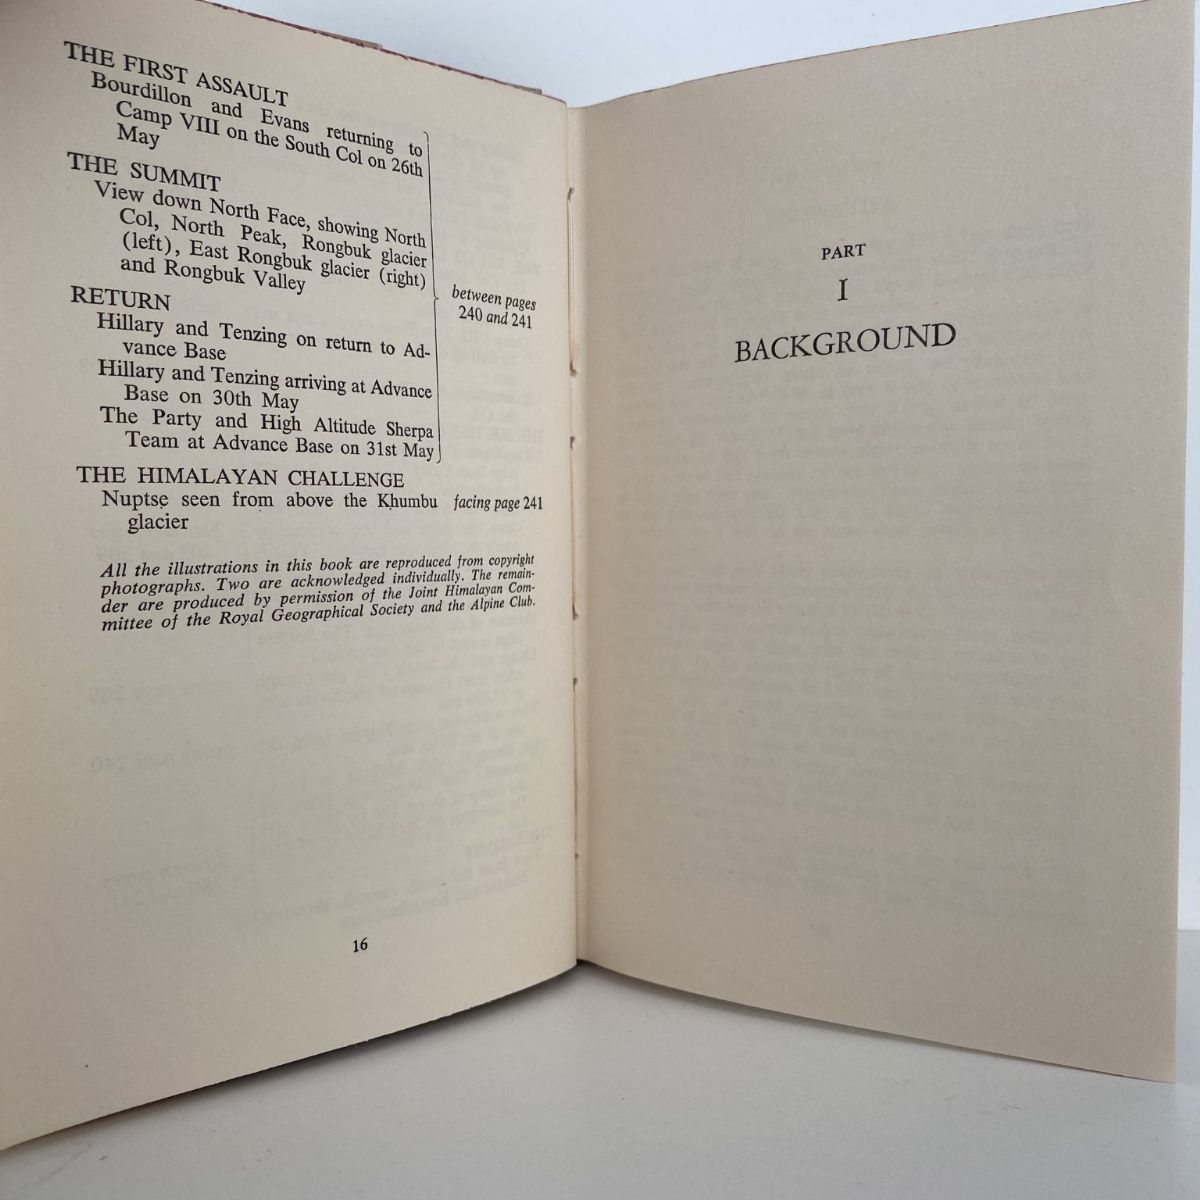 THE FIRST ASSAULT
Bourdillon and Evans returning to
Camp VIII on the South Col on 26th
May
THE SUMMIT
View down North Face, showing North
Col, North Peak, Rongbuk glacier
(left), East Rongbuk glacier (right)
and Rongbuk Valley
RETURN
Hillary and Tenzing on return to Ad-
vance Base
Hillary and Tenzing arriving at Advance
Base on 30th May
The Party and High Altitude Sherpa
Team at Advance Base on 31st May
between pages
240 and 241
THE HIMALAYAN CHALLENGE
Nuptse seen from above the Khumbu facing page 241
glacier
All the illustrations in this book are reproduced from copyright
photographs. Two are acknowledged individually. The remain-
der are produced by permission of the Joint Himalayan Com-
mittee of the Royal Geographical Society and the Alpine Club.
16
PART
I
BACKGROUND